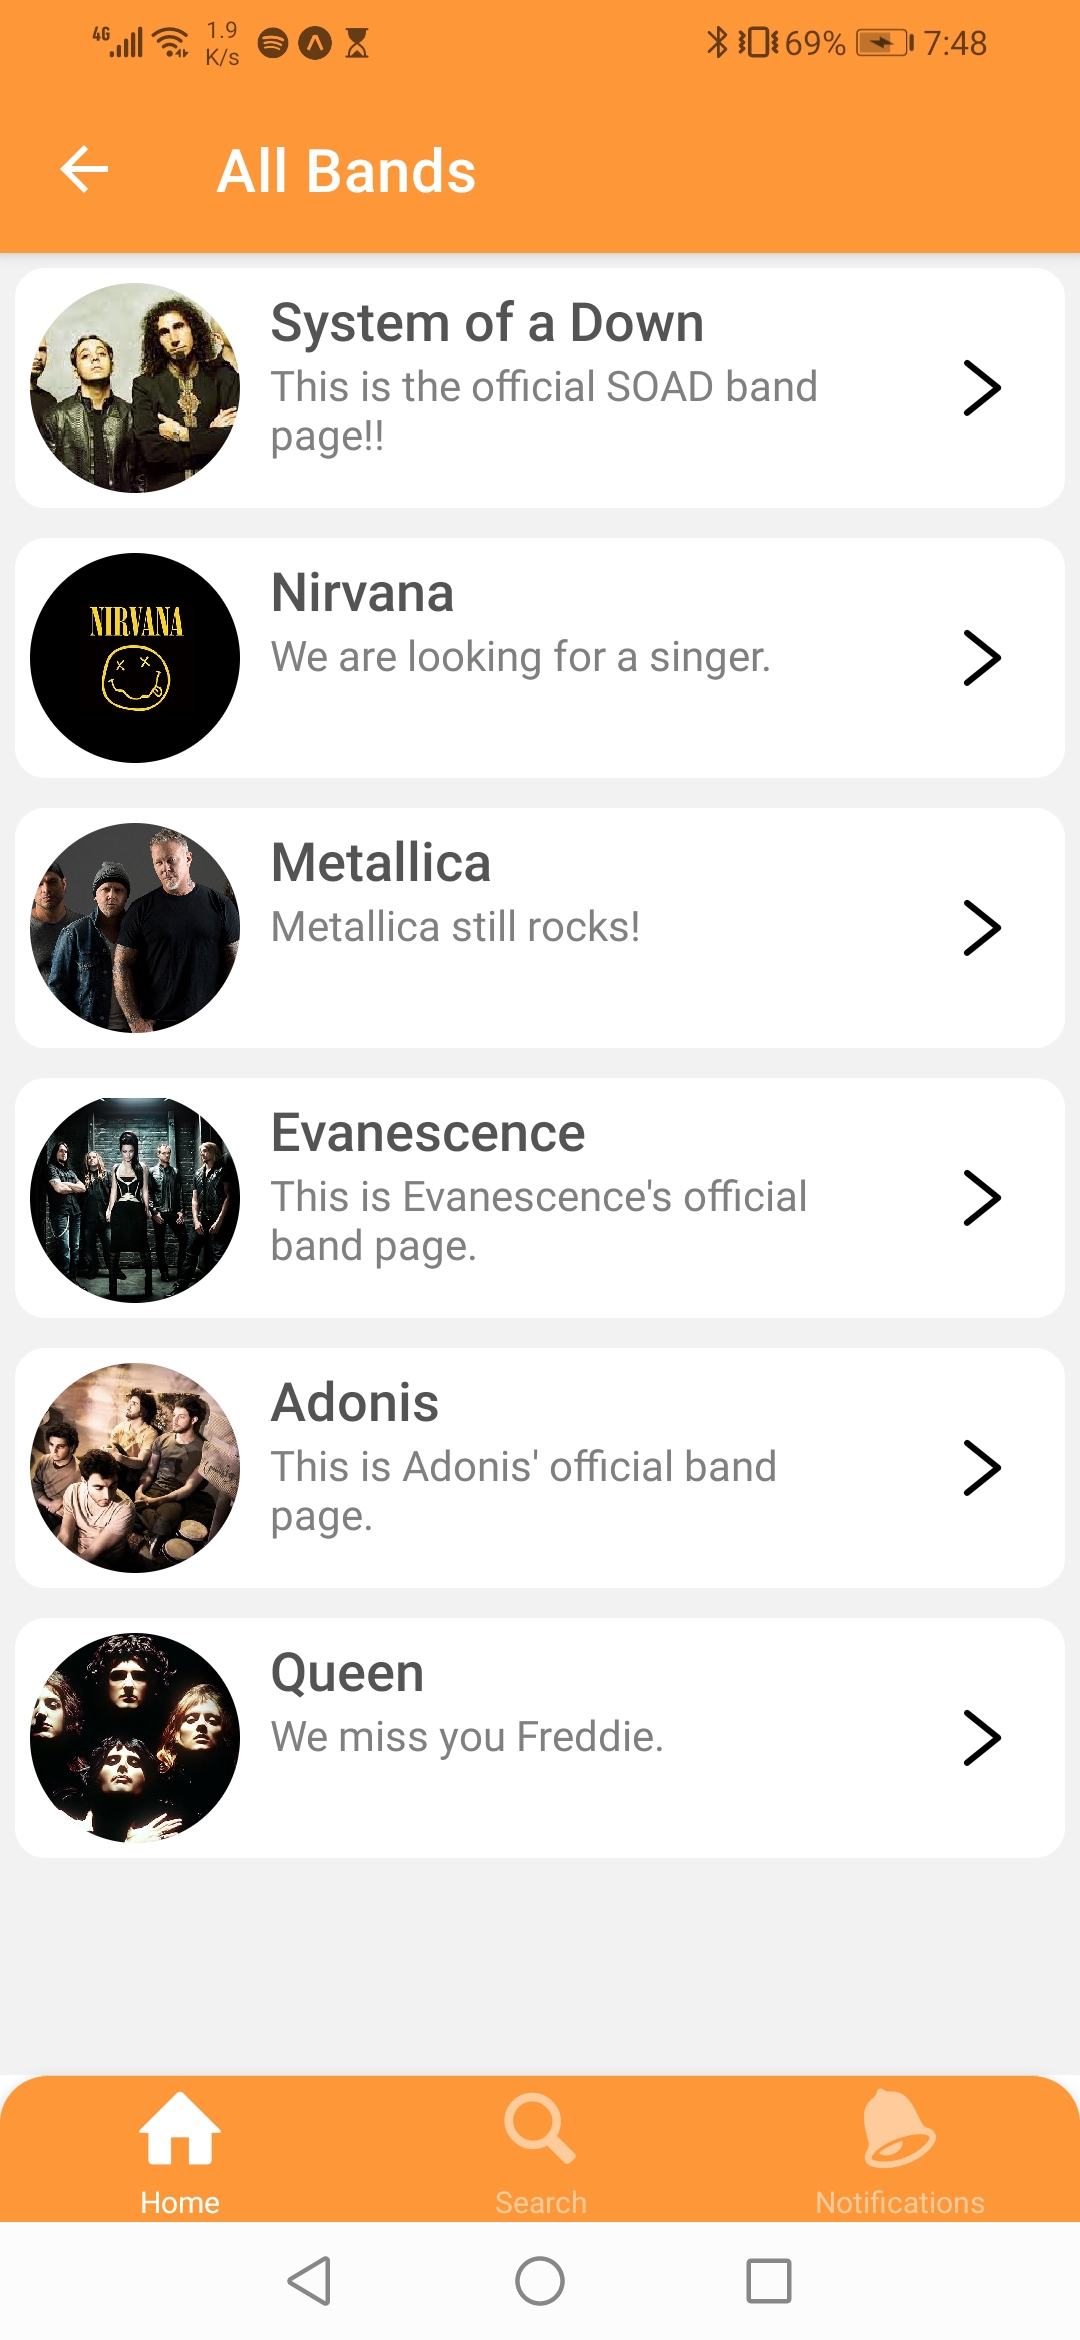 4G 1.9 K/s 69% 7:48
All Bands
System of a Down
This is the official SOAD band
page!!
NIRVANA
Nirvana
We are looking for a singer.
Metallica
Metallica still rocks!
Evanescence
This is Evanescence's official
band page.
Adonis
This is Adonis' official band
page.
Queen
We miss you Freddie.
Home
Search
Notifications